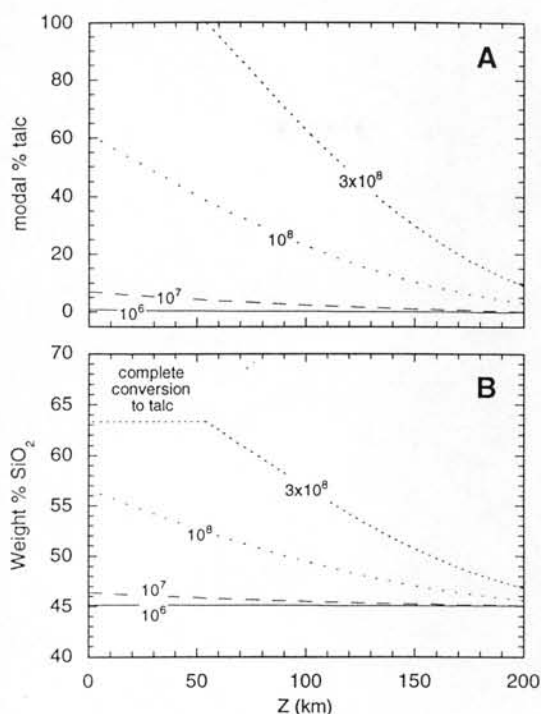 100
80
60
40
20
0
modal % talc
A
3x10⁸
10⁸
10⁷
10⁶
70
65
60
55
50
45
40
Weight % SiO₂
complete
conversion
to talc
B
3x10⁸
10⁸
10⁷
10⁶
0 50 100 150 200
Z (km)